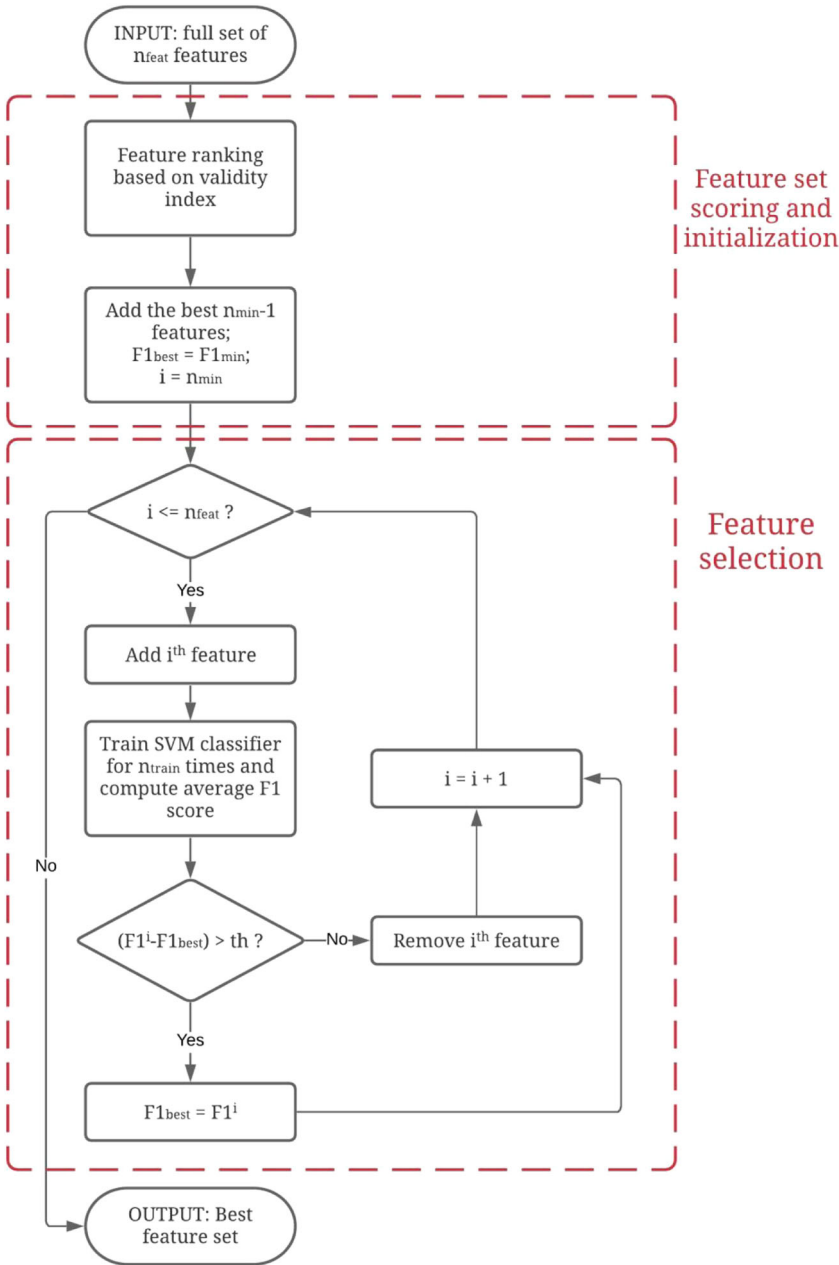 INPUT: full set of
nfeat features
Feature ranking
based on validity
index
Feature set
scoring and
initialization
Add the best nmin-1
features;
F1best = F1min;
i = nmin
i <= nfeat ?
Feature
selection
Yes
Add ith feature
Train SVM classifier
for ntrain times and
compute average F1
score
i = i + 1
No
(F1i-F1best) > th ?
No
Remove ith feature
Yes
F1best = F1i
OUTPUT: Best
feature set